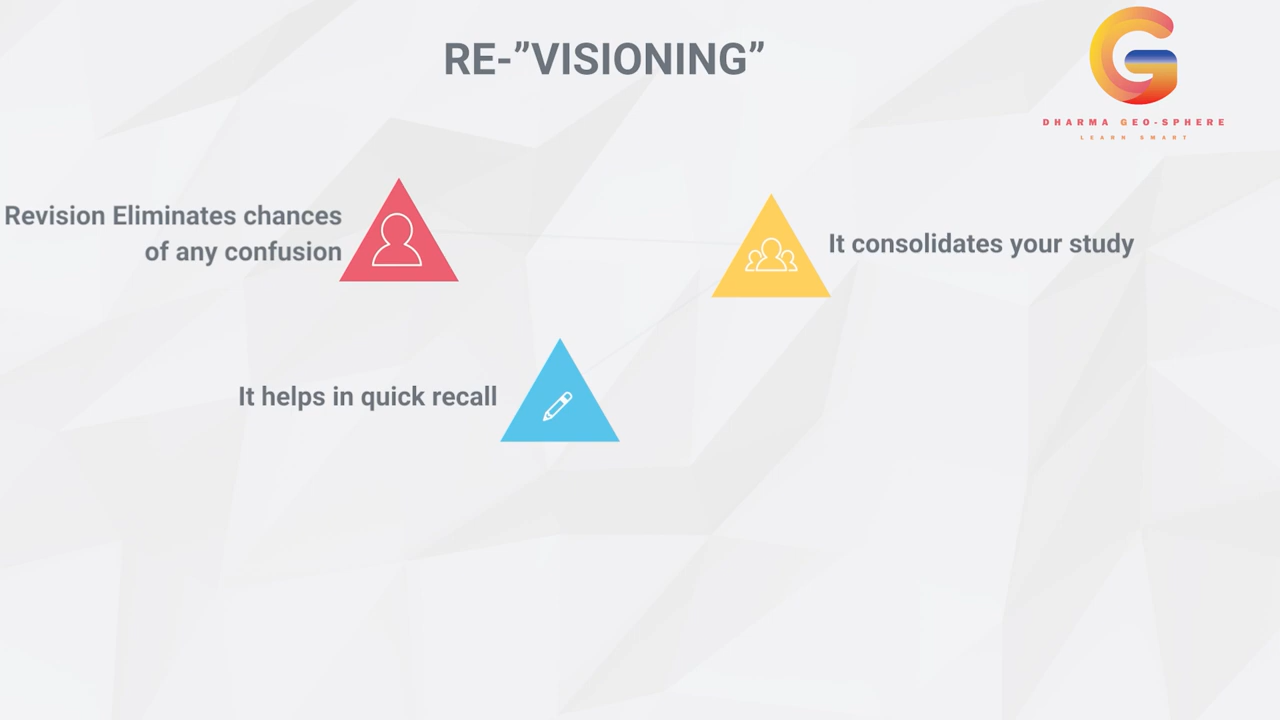 RE-”VISIONING”
DHARMA GEO-SPHERE
LEARN SMART
Revision Eliminates chances
of any confusion
It consolidates your study
It helps in quick recall